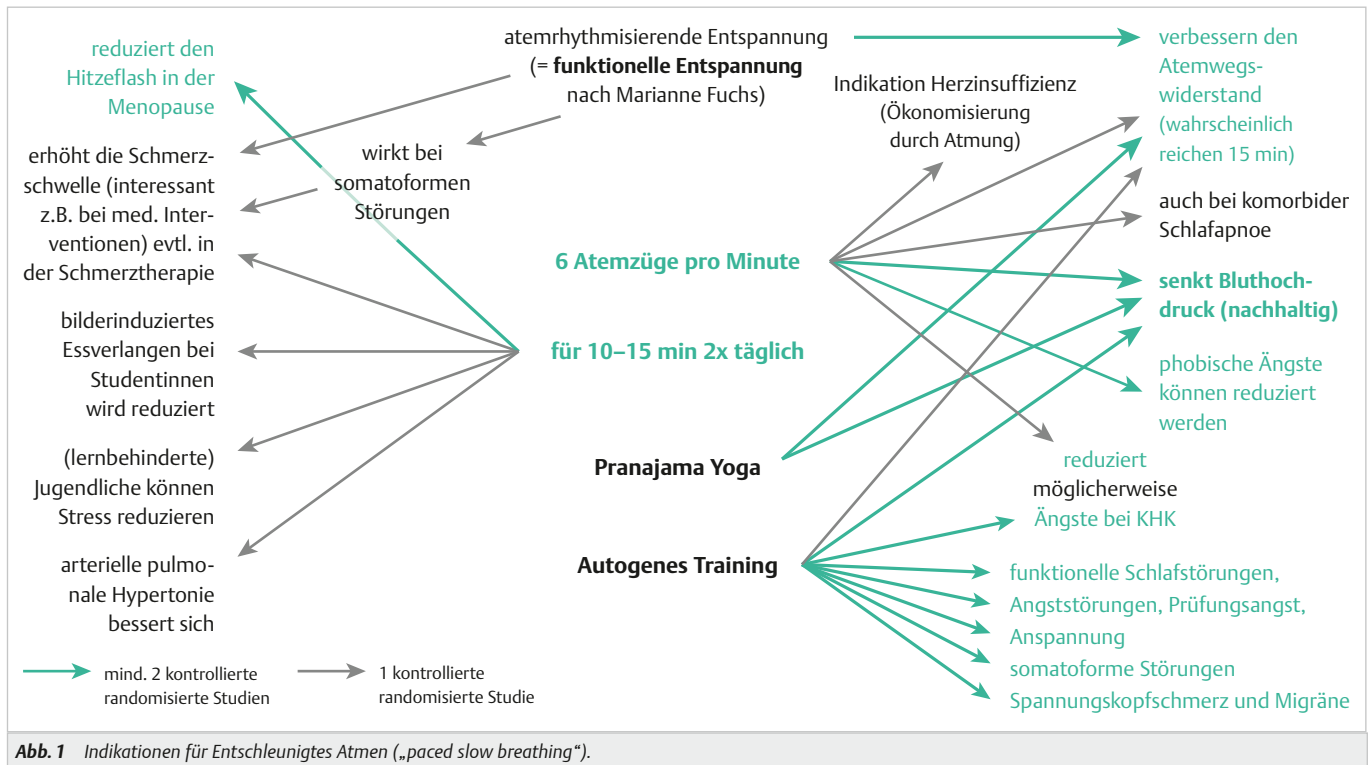 reduziert den
Hitzeflash in der
Menopause
atemrhythmisierende Entspannung
(= funktionelle Entspannung
nach Marianne Fuchs)
Indikation Herzinsuffizienz
(Ökonomisierung
durch Atmung)
verbessern den
Atemwegs-
widerstand
(wahrscheinlich
reichen 15 min)
erhöht die Schmerz-
schwelle (interessant
z.B. bei med. Inter-
ventionen) evtl. in
der Schmerztherapie
wirkt bei
somatoformen
Störungen
auch bei komorbider
Schlafapnoe
6 Atemzüge pro Minute
senkt Bluthoch-
druck (nachhaltig)
bilderinduziertes
Essverlangen bei
Studentinnen
wird reduziert
für 10–15 min 2x täglich
phobische Ängste
können reduziert
werden
(lernbehinderte)
Jugendliche können
Stress reduzieren
Pranajama Yoga
reduziert
möglicherweise
Ängste bei KHK
arterielle pulmo-
nale Hypertonie
bessert sich
Autogenes Training
funktionelle Schlafstörungen,
Angststörungen, Prüfungsangst,
Anspannung
somatoforme Störungen
Spannungskopfschmerz und Migräne
mind. 2 kontrollierte
randomisierte Studien
1 kontrollierte
randomisierte Studie
Abb. 1 Indikationen für Entschleunigtes Atmen („paced slow breathing“).